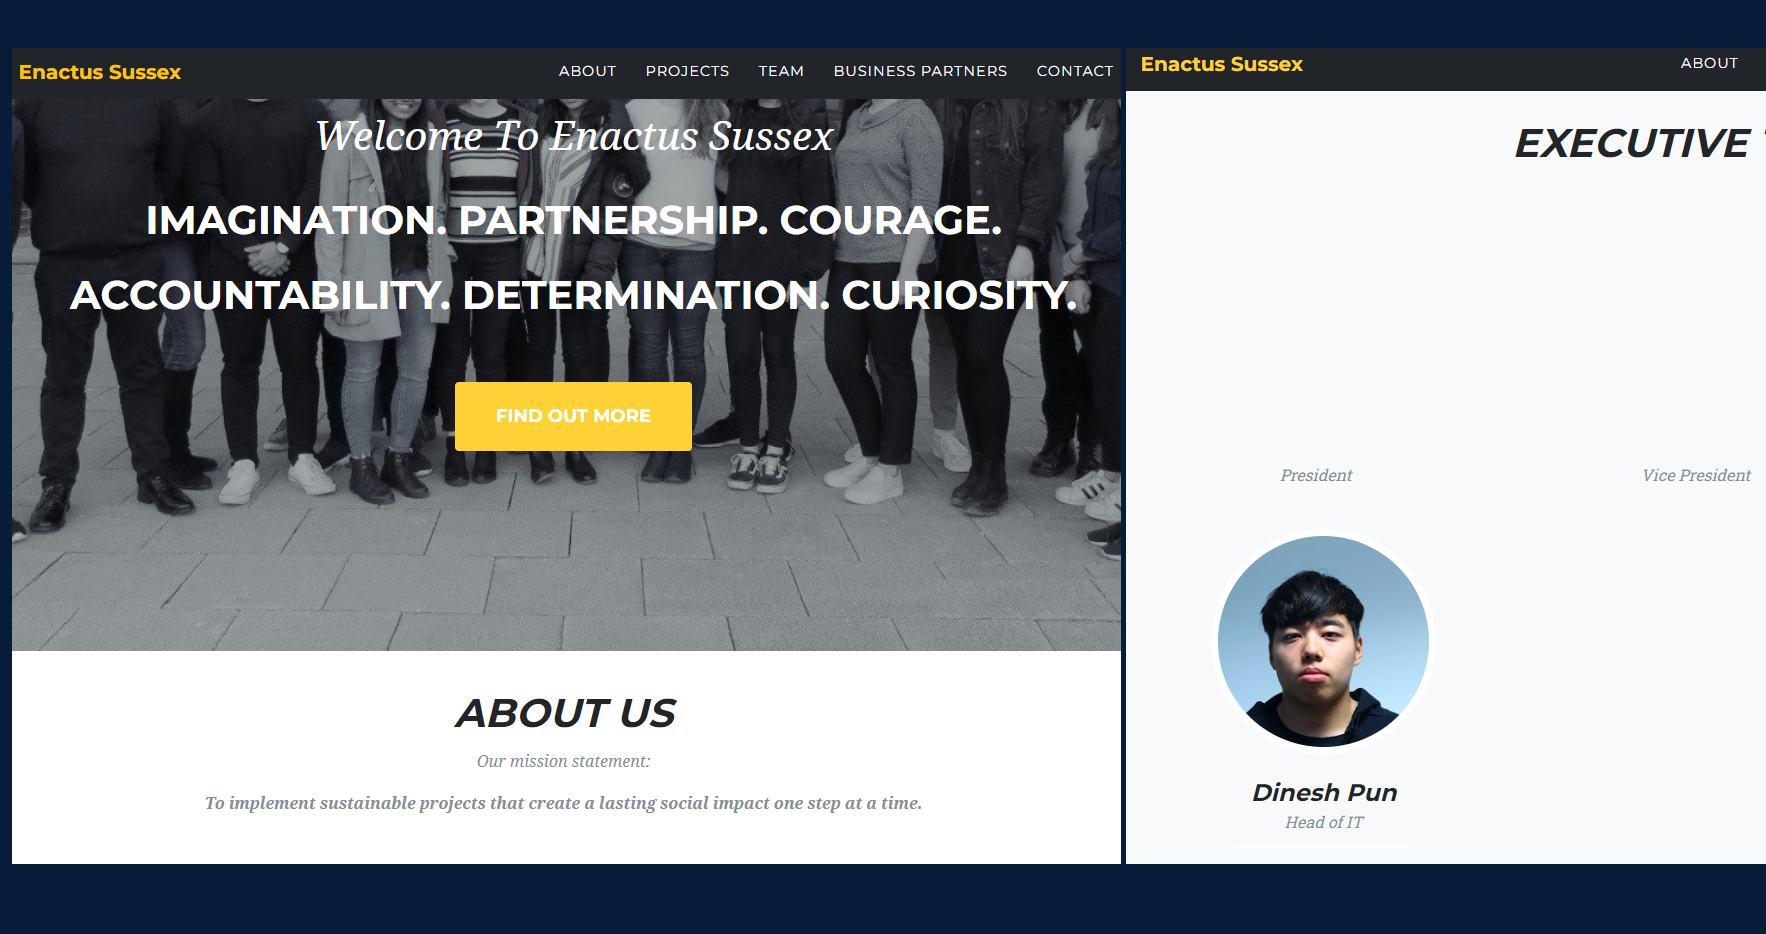 Enactus Sussex
ABOUT PROJECTS TEAM BUSINESS PARTNERS CONTACT
Welcome To Enactus Sussex
IMAGINATION. PARTNERSHIP. COURAGE.
ACCOUNTABILITY. DETERMINATION. CURIOSITY.
FIND OUT MORE
ABOUT US
Our mission statement:
To implement sustainable projects that create a lasting social impact one step at a time.
Enactus Sussex
ABOUT
EXECUTIVE
President Vice President
Dinesh Pun
Head of IT